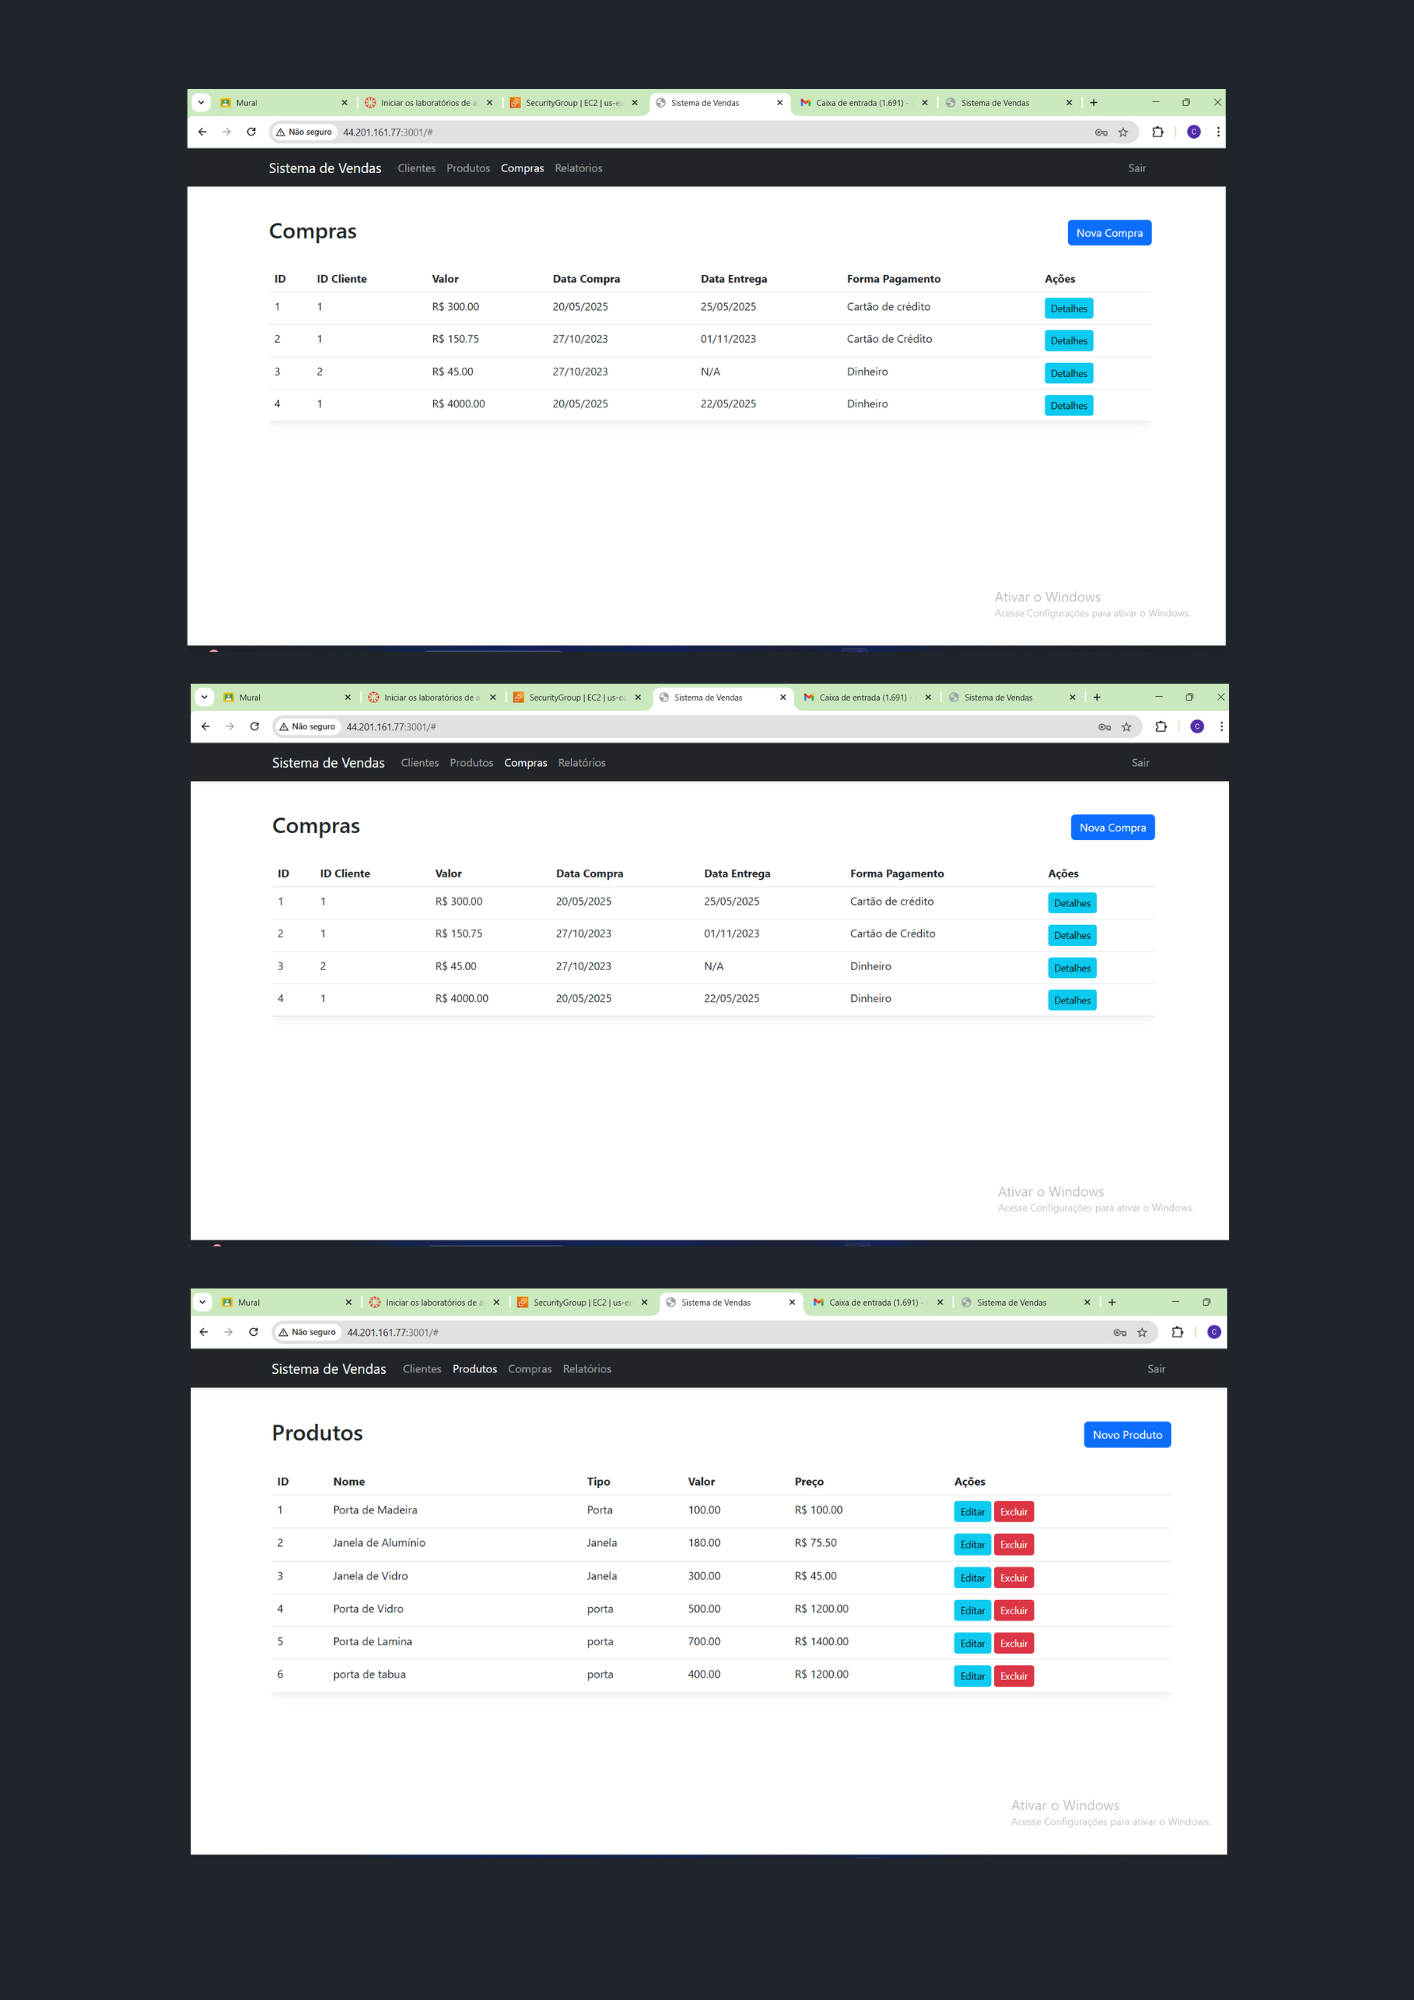 Mural Iniciar os laboratórios de a SecurityGroup | EC2 | us-e Sistema de Vendas Caixa de entrada (1.691) - Sistema de Vendas
Não seguro 44.201.161.77:3001/#
Sistema de Vendas Clientes Produtos Compras Relatórios Sair
Compras Nova Compra
ID ID Cliente Valor Data Compra Data Entrega Forma Pagamento Ações
1 1 R$ 300.00 20/05/2025 25/05/2025 Cartão de crédito Detalhes
2 1 R$ 150.75 27/10/2023 01/11/2023 Cartão de Crédito Detalhes
3 2 R$ 45.00 27/10/2023 N/A Dinheiro Detalhes
4 1 R$ 4000.00 20/05/2025 22/05/2025 Dinheiro Detalhes
Ativar o Windows
Acesse Configurações para ativar o Windows.
Mural Iniciar os laboratórios de a SecurityGroup | EC2 | us-e Sistema de Vendas Caixa de entrada (1.691) - Sistema de Vendas
Não seguro 44.201.161.77:3001/#
Sistema de Vendas Clientes Produtos Compras Relatórios Sair
Compras Nova Compra
ID ID Cliente Valor Data Compra Data Entrega Forma Pagamento Ações
1 1 R$ 300.00 20/05/2025 25/05/2025 Cartão de crédito Detalhes
2 1 R$ 150.75 27/10/2023 01/11/2023 Cartão de Crédito Detalhes
3 2 R$ 45.00 27/10/2023 N/A Dinheiro Detalhes
4 1 R$ 4000.00 20/05/2025 22/05/2025 Dinheiro Detalhes
Ativar o Windows
Acesse Configurações para ativar o Windows.
Mural Iniciar os laboratórios de a SecurityGroup | EC2 | us-e Sistema de Vendas Caixa de entrada (1.691) - Sistema de Vendas
Não seguro 44.201.161.77:3001/#
Sistema de Vendas Clientes Produtos Compras Relatórios Sair
Produtos Novo Produto
ID Nome Tipo Valor Preço Ações
1 Porta de Madeira Porta 100.00 R$ 100.00 Editar Excluir
2 Janela de Alumínio Janela 180.00 R$ 75.50 Editar Excluir
3 Janela de Vidro Janela 300.00 R$ 45.00 Editar Excluir
4 Porta de Vidro porta 500.00 R$ 1200.00 Editar Excluir
5 Porta de Lamina porta 700.00 R$ 1400.00 Editar Excluir
6 porta de tabua porta 400.00 R$ 1200.00 Editar Excluir
Ativar o Windows
Acesse Configurações para ativar o Windows.